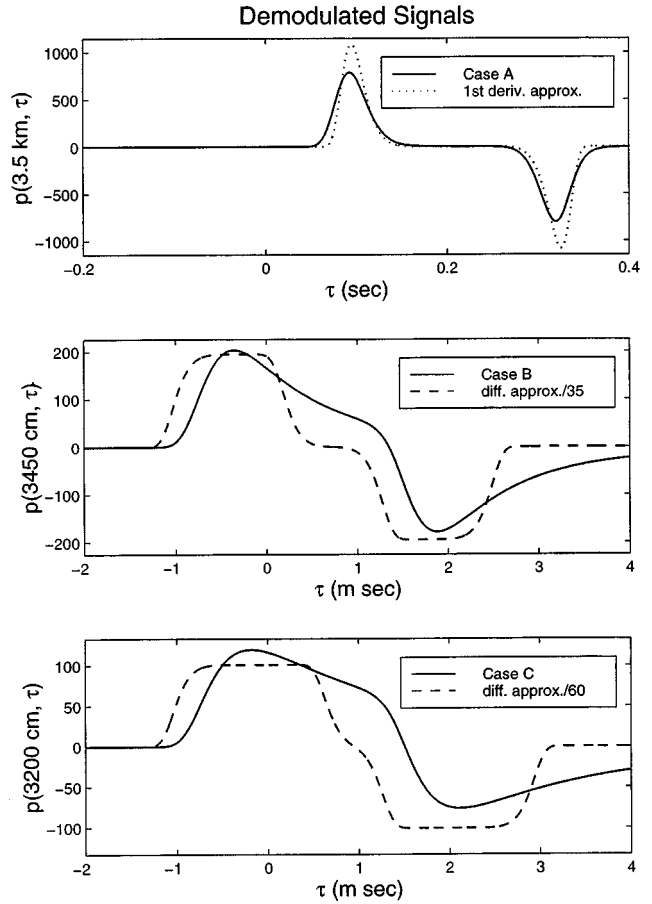 Demodulated Signals
p(3.5 km, τ)
1000
500
0
−500
−1000
Case A
1st deriv. approx.
−0.2
0
0.2
0.4
τ (sec)
p(3450 cm, τ)
200
100
0
−100
−200
Case B
diff. approx./35
−2
−1
0
1
2
3
4
τ (m sec)
p(3200 cm, τ)
100
50
0
−50
−100
Case C
diff. approx./60
−2
−1
0
1
2
3
4
τ (m sec)